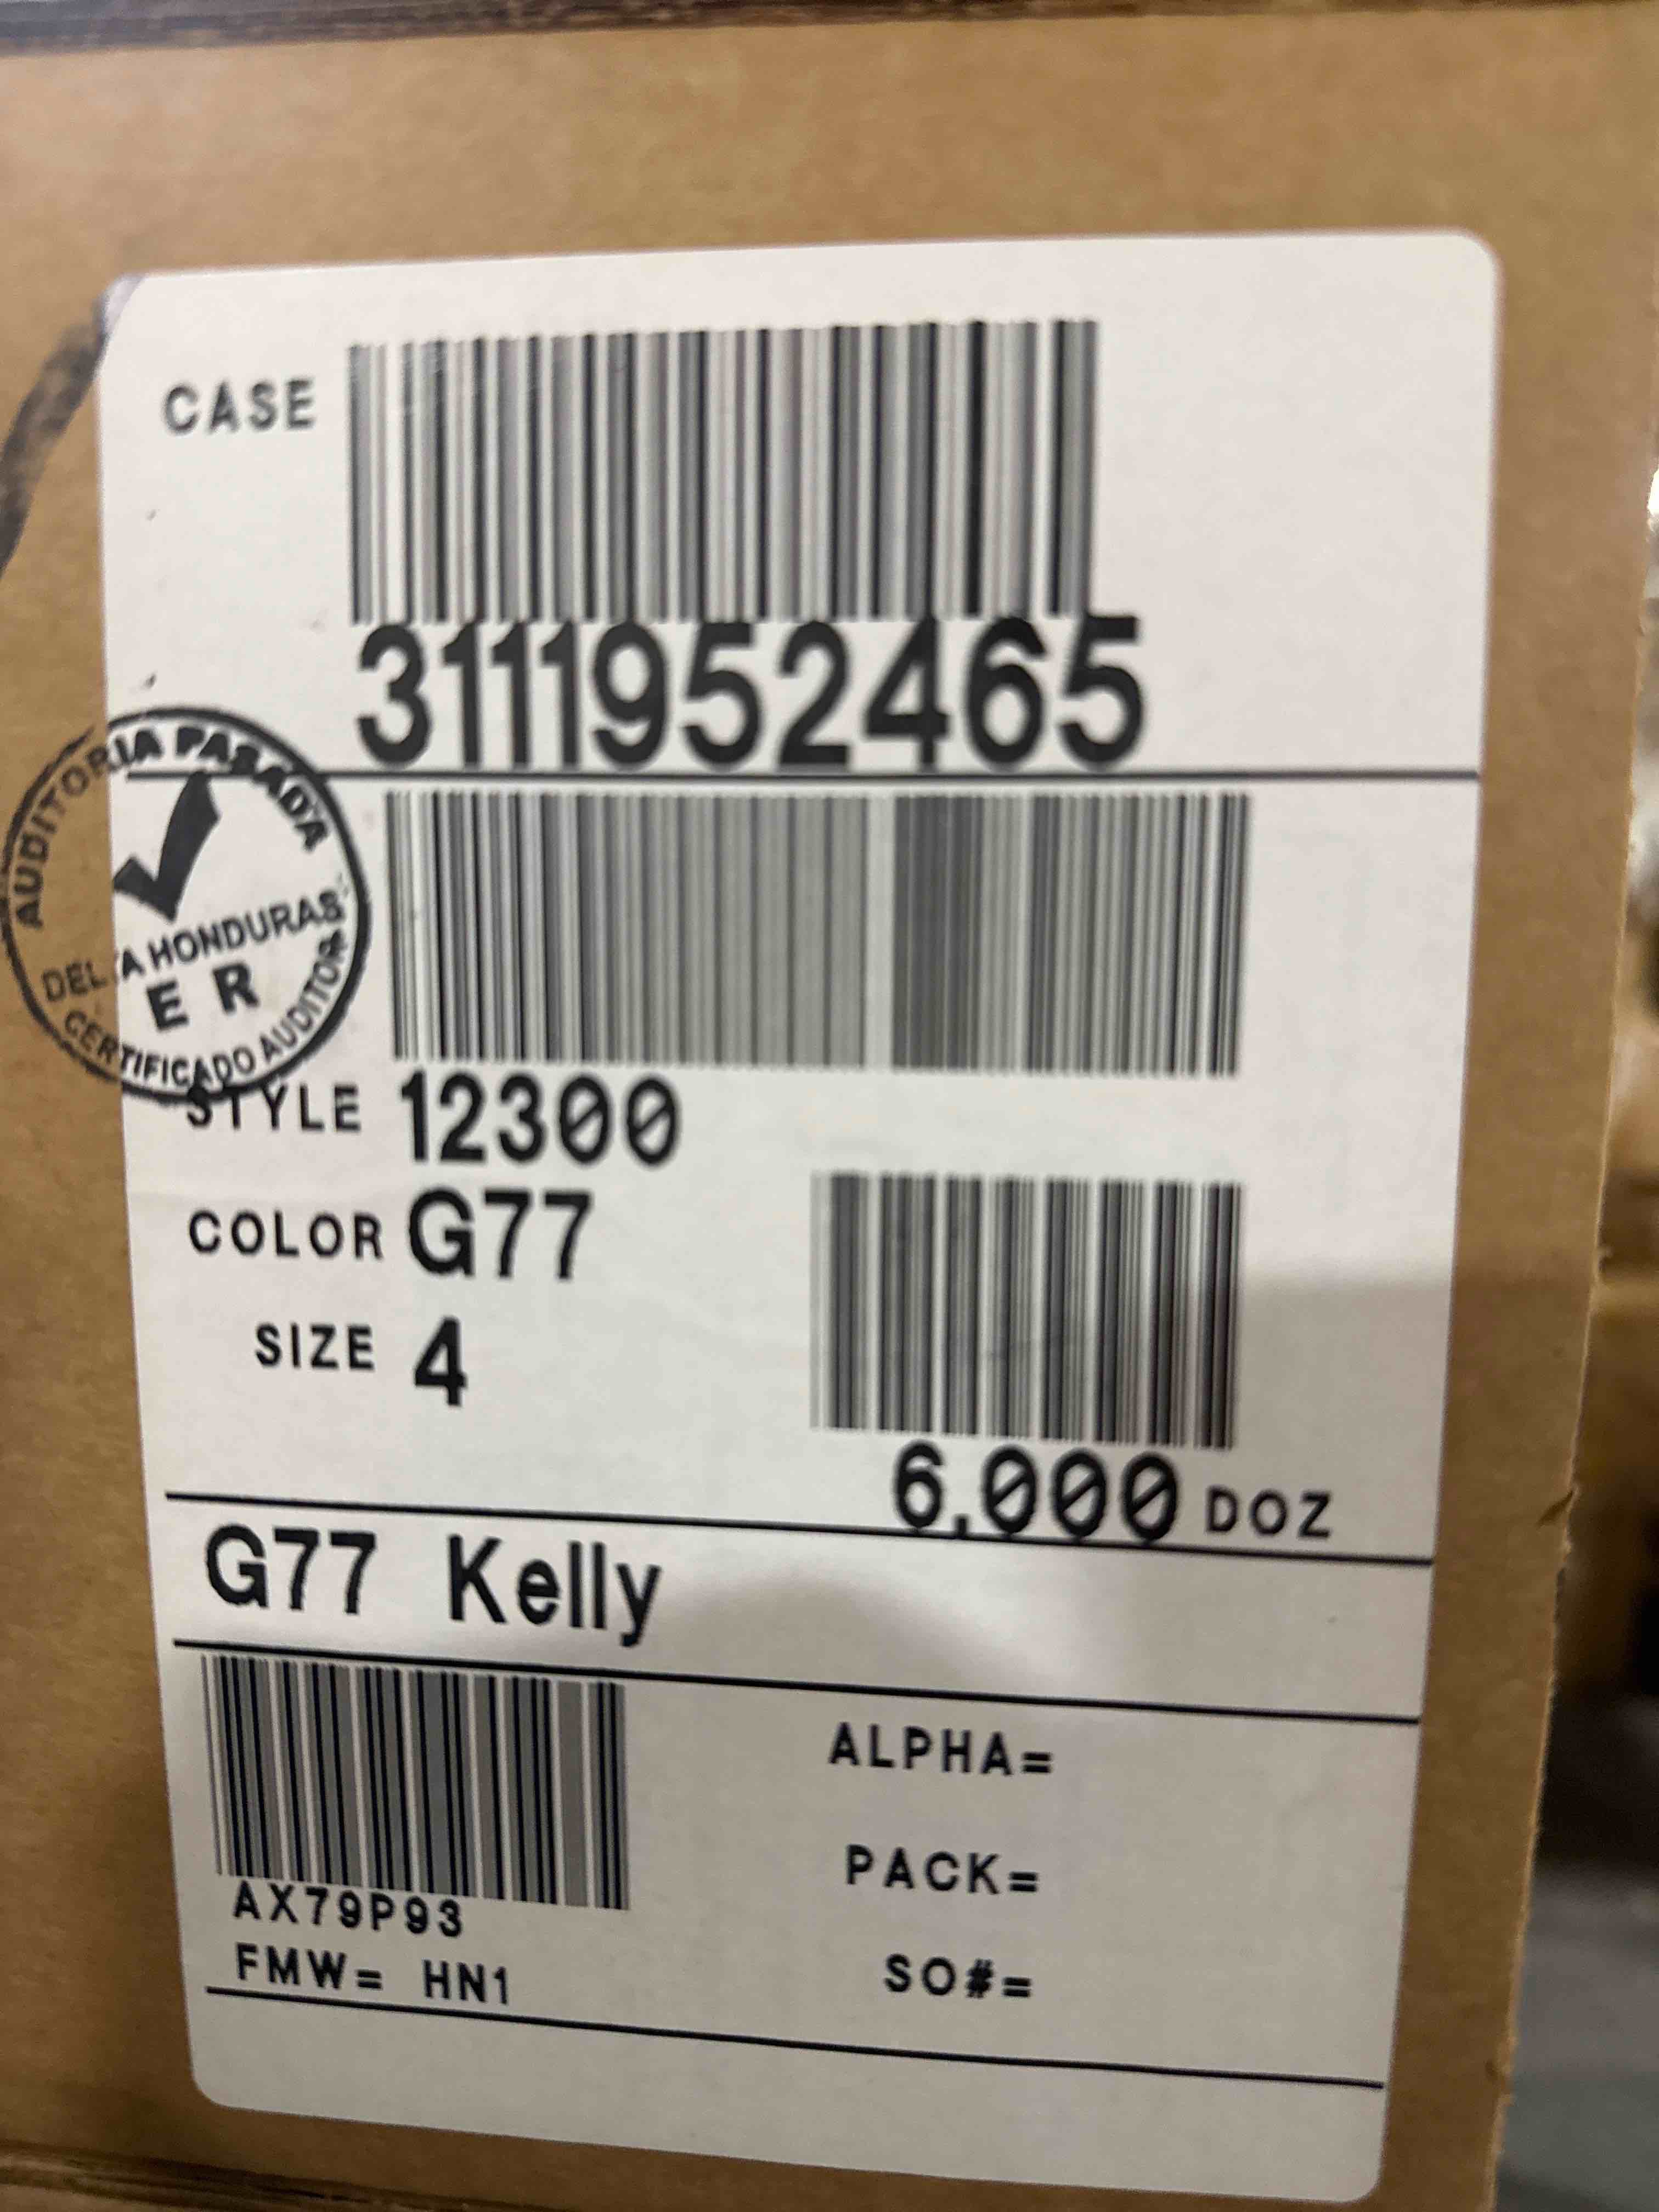 CASE
3111952465
AUDITORIA PASADA
DELTA HONDURAS
E R
CERTIFICADO AUDITOR
STYLE 12300
COLOR G77
SIZE 4
6.000 DOZ
G77 Kelly
AX79P93
FMW= HN1
ALPHA=
PACK=
SO#=